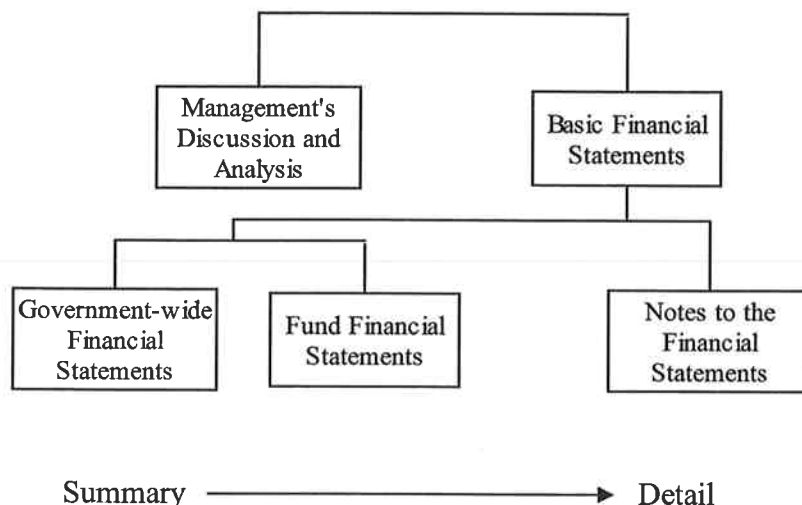 Management's
Discussion and
Analysis
Basic Financial
Statements
Government-wide
Financial
Statements
Fund Financial
Statements
Notes to the
Financial
Statements
Summary
Detail